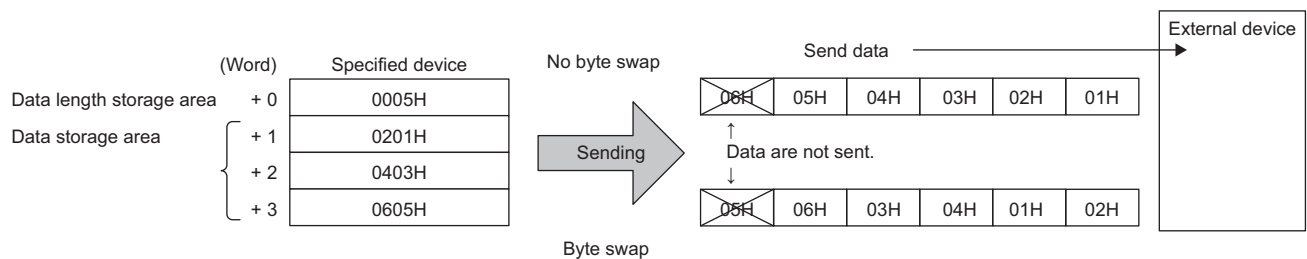 External device
Send data
No byte swap
(Word) Specified device
Data length storage area + 0 0005H
06H 05H 04H 03H 02H 01H
Data storage area + 1 0201H
↑
Sending
Data are not sent.
+ 2 0403H
↓
+ 3 0605H
05H 06H 03H 04H 01H 02H
Byte swap